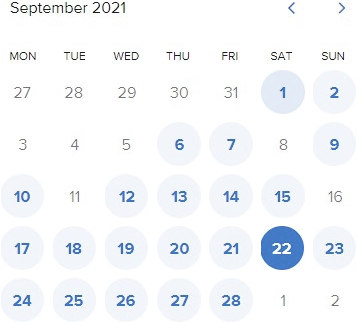 September 2021
MON TUE WED THU FRI SAT SUN
27 28 29 30 31 1 2
3 4 5 6 7 8 9
10 11 12 13 14 15 16
17 18 19 20 21 22 23
24 25 26 27 28 1 2